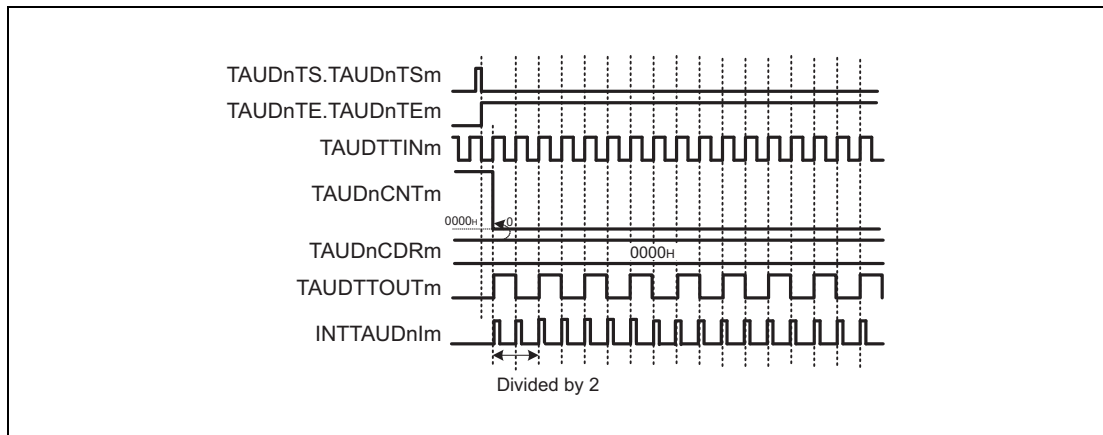 TAUDnTS.TAUDnTSm
TAUDnTE.TAUDnTEm
TAUDTTINm
TAUDnCNTm
0000H
0
TAUDnCDRm
0000H
TAUDTTOUTm
INTTAUDnIm
Divided by 2